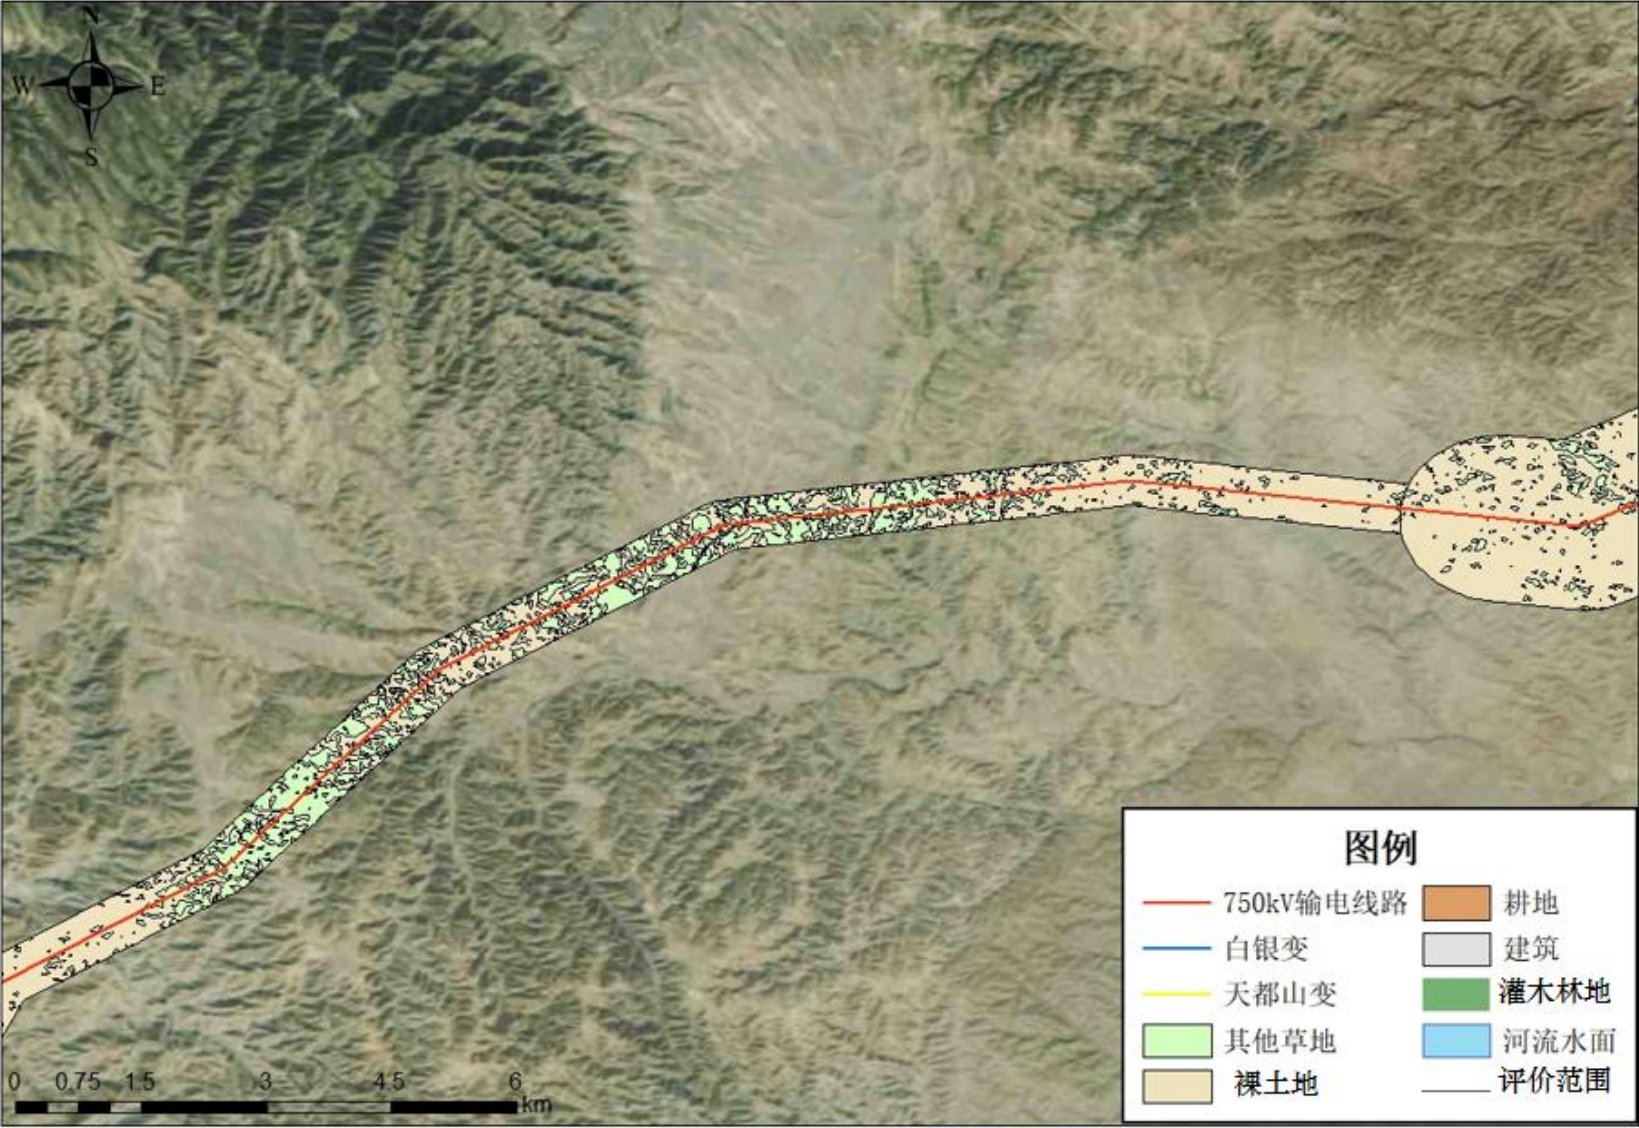 N
W E
S
图例
750kV输电线路 耕地
白银变 建筑
天都山变 灌木林地
其他草地 河流水面
裸土地 评价范围
0 0.75 1.5 3 4.5 6
km